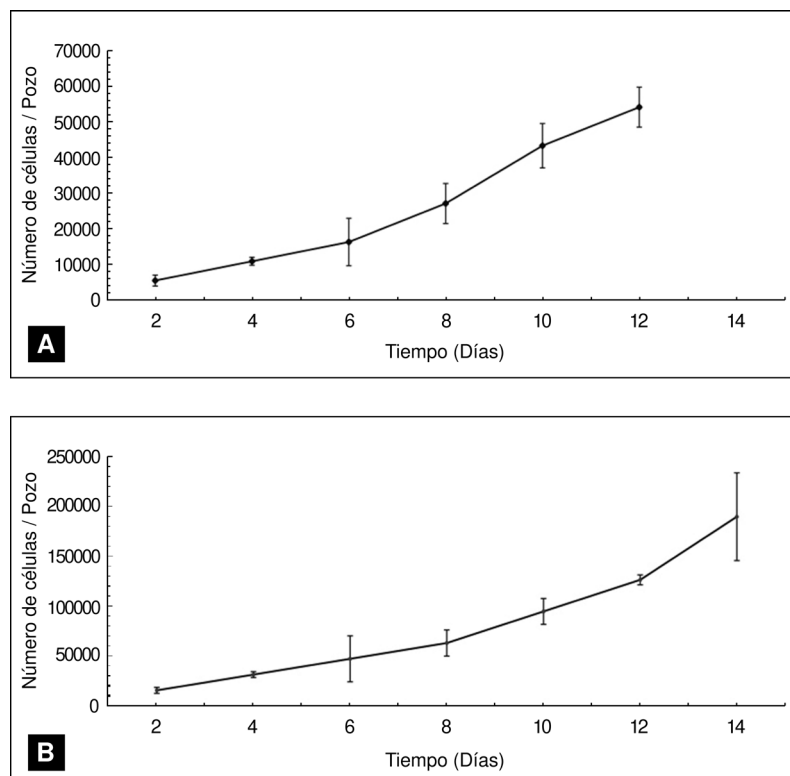 70000
60000
50000
40000
30000
20000
10000
0
Número de células / Pozo
2 4 6 8 10 12 14
Tiempo (Días)
A
250000
200000
150000
100000
50000
0
Número de células / Pozo
2 4 6 8 10 12 14
Tiempo (Días)
B